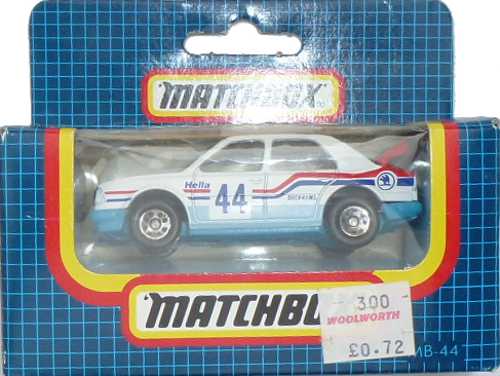 MATCHBOX
Hella
44
MATCHBO
300
WOOLWORTH
£0.72
MB-44